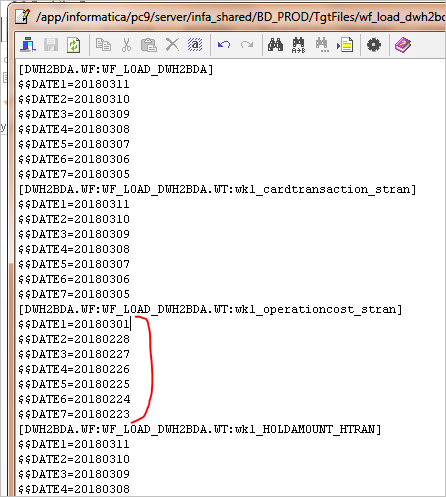 /app/informatica/pc9/server/infa_shared/BD_PROD/TgtFiles/wf_load_dwh2bd
[DWH2BDA.WF:WF_LOAD_DWH2BDA]
$$DATE1=20180311
$$DATE2=20180310
$$DATE3=20180309
$$DATE4=20180308
$$DATE5=20180307
$$DATE6=20180306
$$DATE7=20180305
[DWH2BDA.WF:WF_LOAD_DWH2BDA.WT:wkl_cardtransaction_stran]
$$DATE1=20180311
$$DATE2=20180310
$$DATE3=20180309
$$DATE4=20180308
$$DATE5=20180307
$$DATE6=20180306
$$DATE7=20180305
[DWH2BDA.WF:WF_LOAD_DWH2BDA.WT:wkl_operationcost_stran]
$$DATE1=20180301
$$DATE2=20180228
$$DATE3=20180227
$$DATE4=20180226
$$DATE5=20180225
$$DATE6=20180224
$$DATE7=20180223
[DWH2BDA.WF:WF_LOAD_DWH2BDA.WT:wkl_HOLDAMOUNT_HTRAN]
$$DATE1=20180311
$$DATE2=20180310
$$DATE3=20180309
$$DATE4=20180308